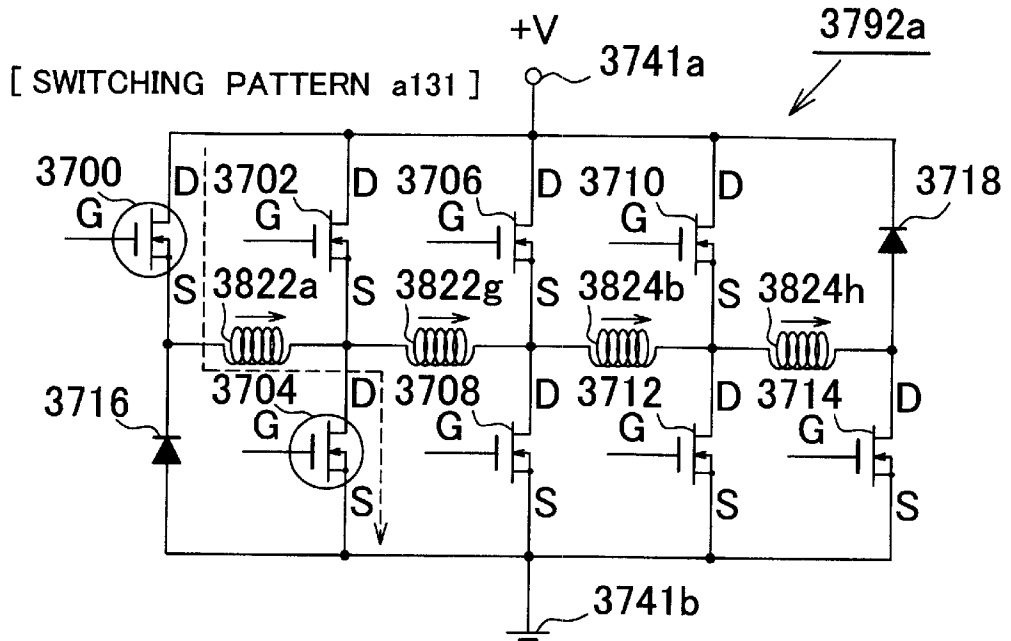 3792a
+V
3741a
[ SWITCHING PATTERN a131 ]
3700 D 3702 D 3706 D 3710 D 3718
G G G G
S 3822a S 3822g S 3824b S 3824h
3716 3704 D 3708 D 3712 D 3714 D
G G G G
S S S S
3741b